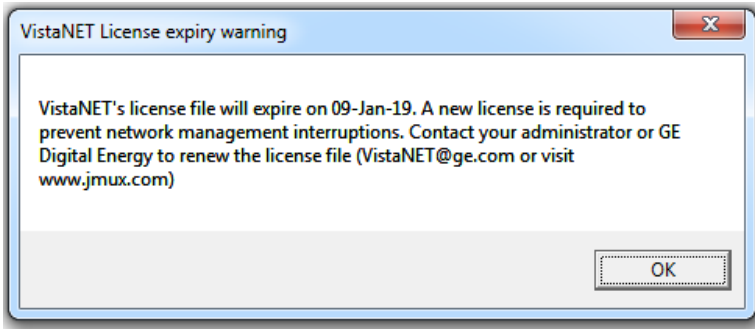 VistaNET License expiry warning
VistaNET's license file will expire on 09-Jan-19. A new license is required to
prevent network management interruptions. Contact your administrator or GE
Digital Energy to renew the license file (VistaNET@ge.com or visit
www.jmux.com)
OK